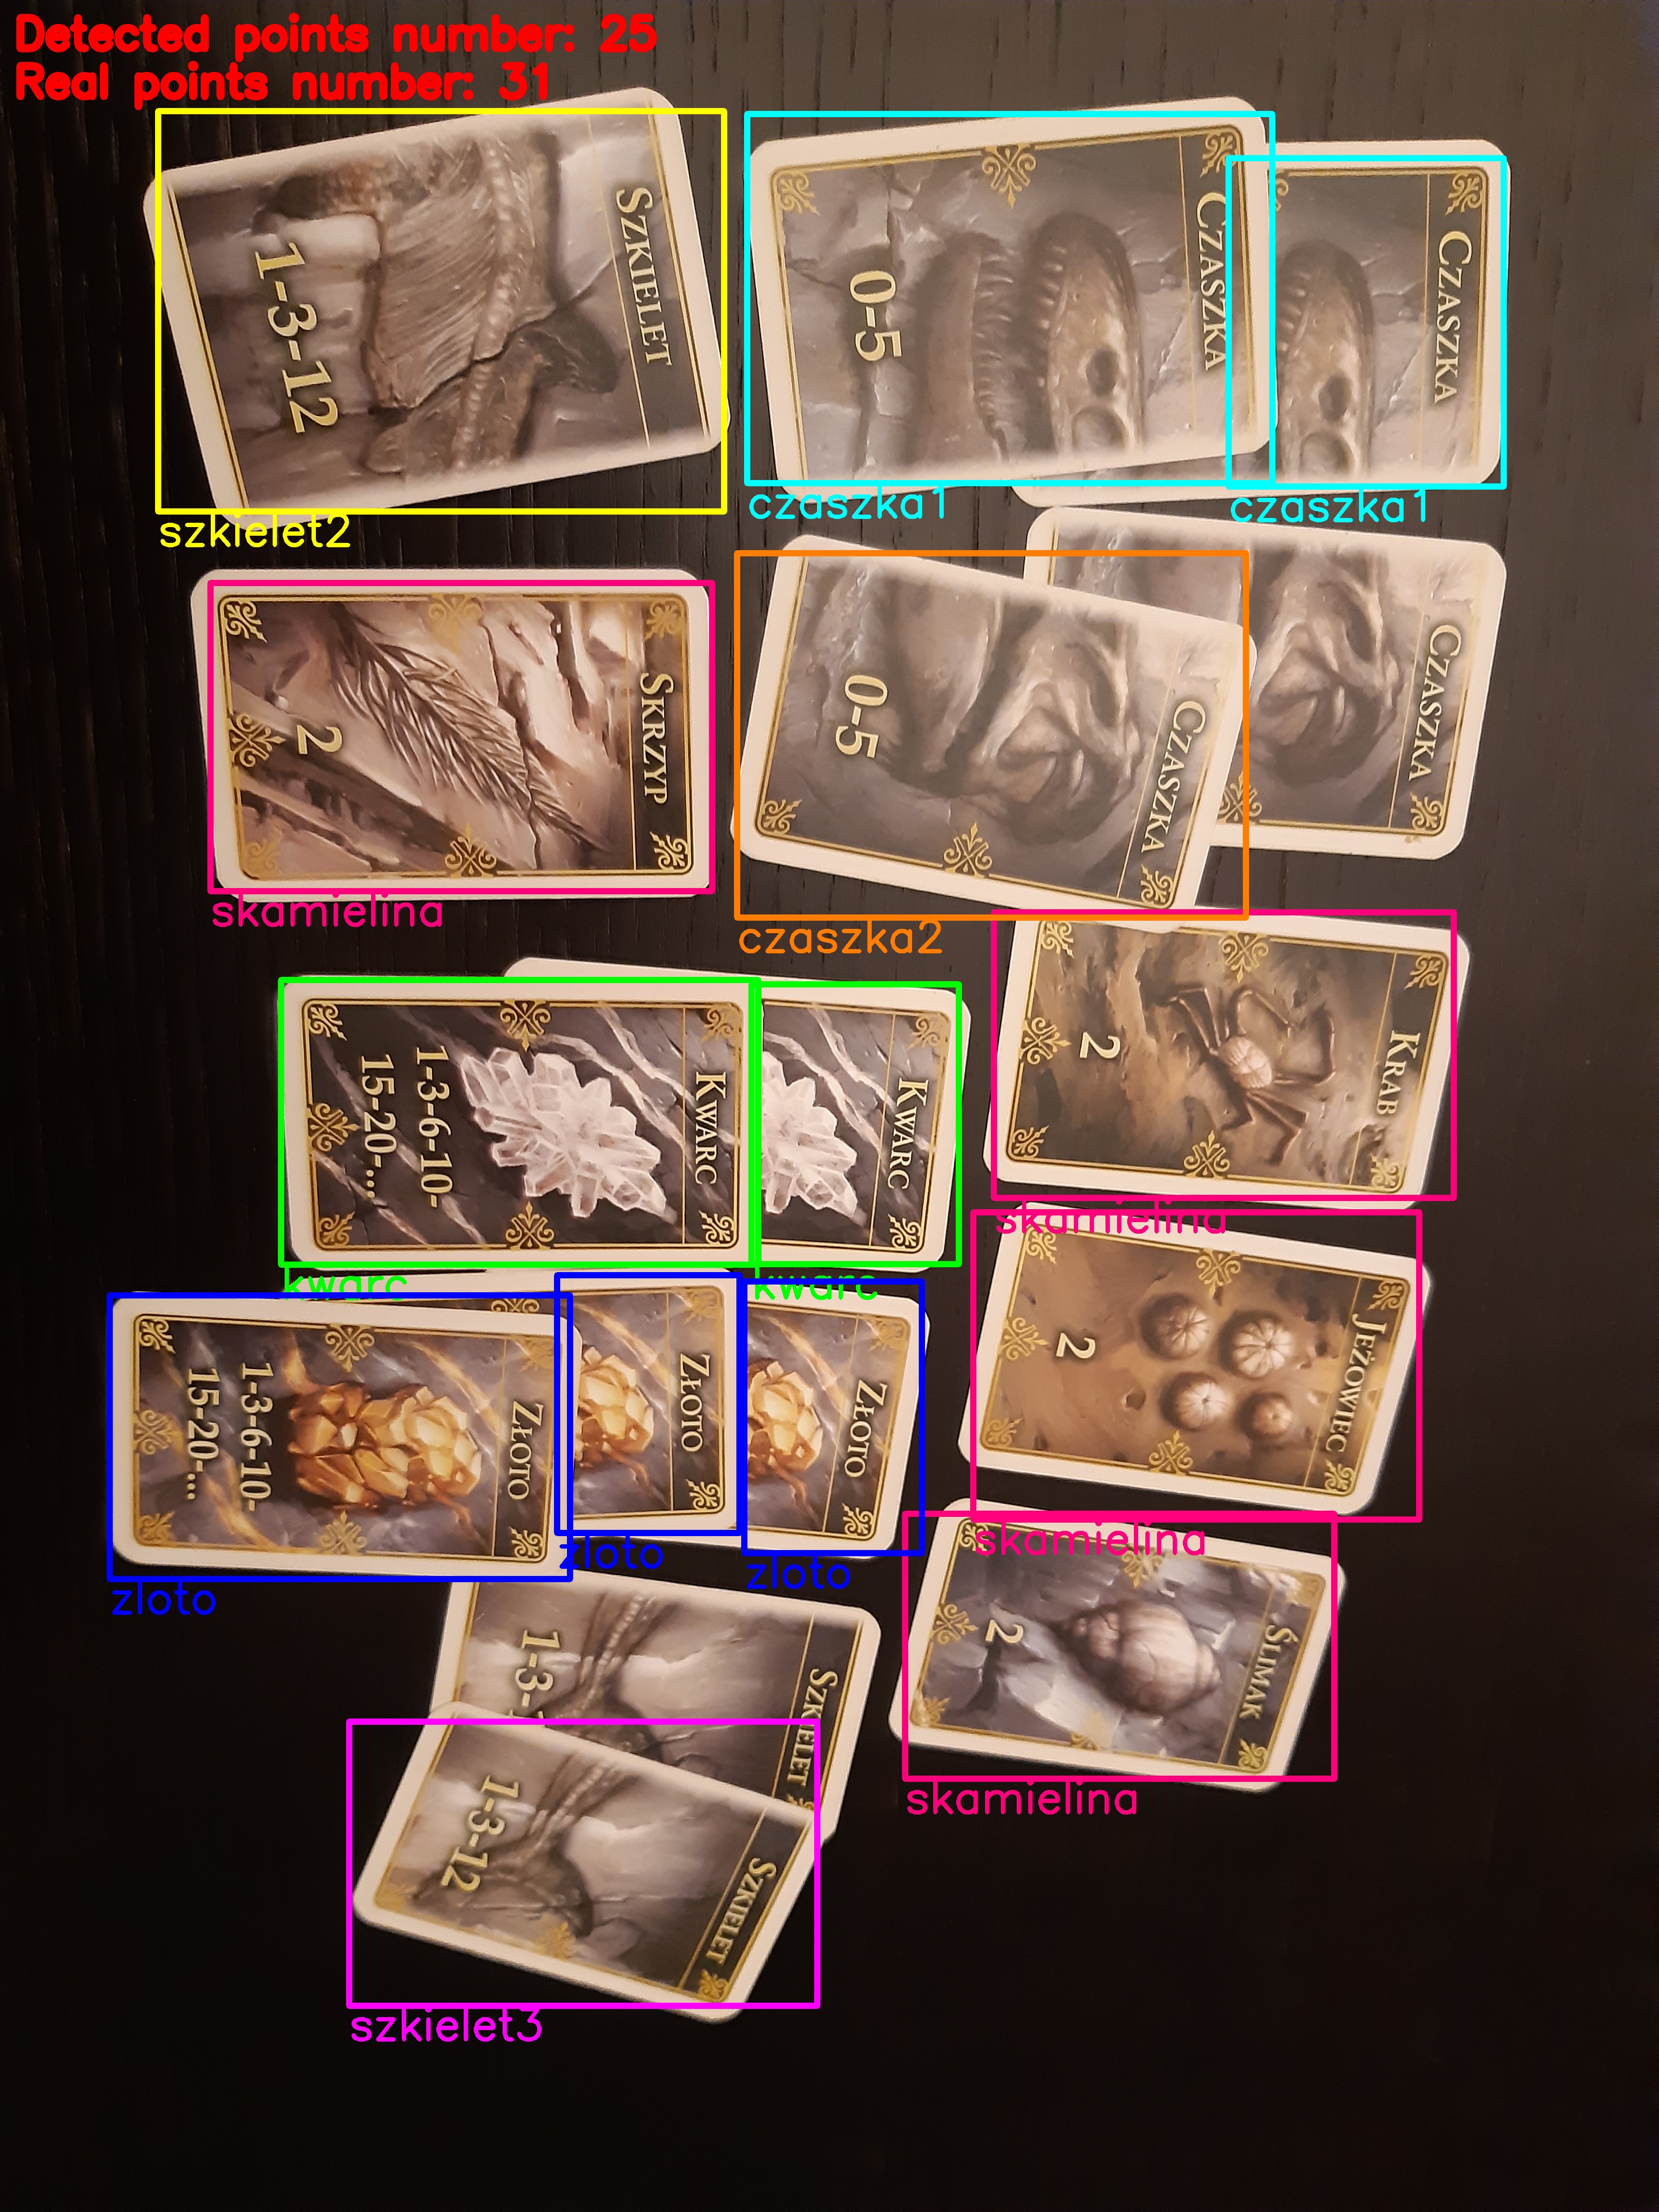 Detected points number: 25
Real points number: 31
SZKIELET
1-3-12
szkielet2
CZASZKA
0-5
czaszka1
CZASZKA
czaszka1
SKRZYP
2
skamielina
CZASZKA
0-5
czaszka2
CZASZKA
KWARC
1-3-6-10-
15-20-...
kwarc
KWARC
kwarc
KRAB
2
skamielina
ZŁOTO
1-3-6-10-
15-20-...
zloto
ZŁOTO
zloto
ZŁOTO
zloto
JEŻOWIEC
2
skamielina
SZKIELET
1-3-
ŚLIMAK
2
skamielina
SZKIELET
1-3-12
szkielet3